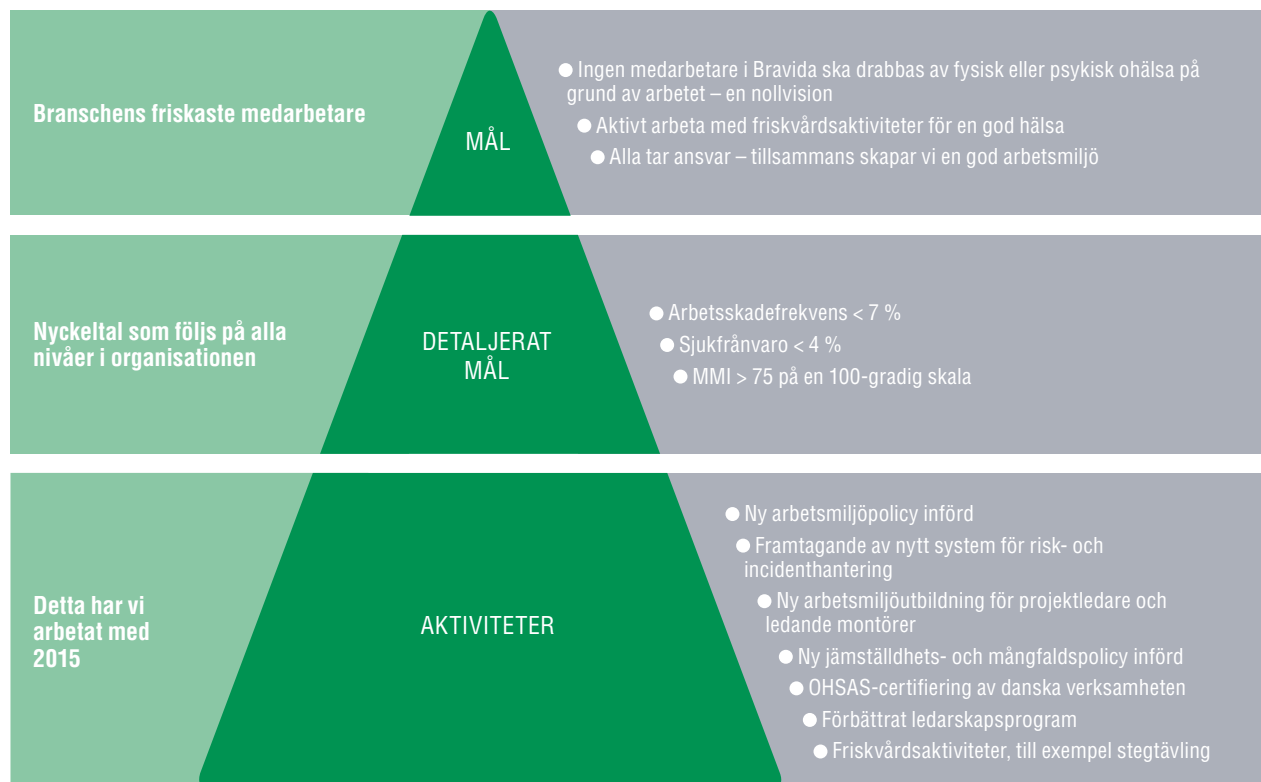 Branschens friskaste medarbetare
MÅL
● Ingen medarbetare i Bravida ska drabbas av fysisk eller psykisk ohälsa på
grund av arbetet – en nollvision
● Aktivt arbeta med friskvårdsaktiviteter för en god hälsa
● Alla tar ansvar – tillsammans skapar vi en god arbetsmiljö
Nyckeltal som följs på alla
nivåer i organisationen
DETALJERAT
MÅL
● Arbetsskadefrekvens < 7 %
● Sjukfrånvaro < 4 %
● MMI > 75 på en 100-gradig skala
Detta har vi
arbetat med
2015
AKTIVITETER
● Ny arbetsmiljöpolicy införd
● Framtagande av nytt system för risk- och
incidenthantering
● Ny arbetsmiljöutbildning för projektledare och
ledande montörer
● Ny jämställdhets- och mångfaldspolicy införd
● OHSAS-certifiering av danska verksamheten
● Förbättrat ledarskapsprogram
● Friskvårdsaktiviteter, till exempel stegtävling